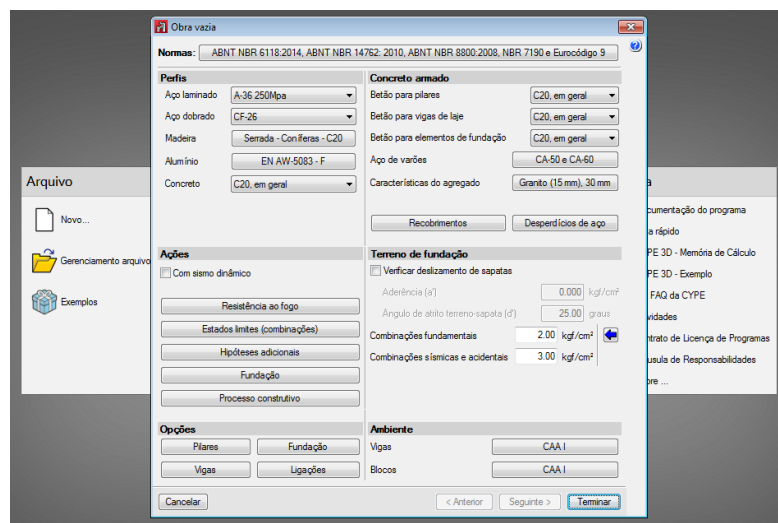 Obra vazia
Normas: ABNT NBR 6118:2014, ABNT NBR 14762: 2010, ABNT NBR 8800:2008, NBR 7190 e Eurocódigo 9
Perfis
Aço laminado A-36 250Mpa
Aço dobrado CF-26
Madeira Serrada - Coníferas - C20
Alumínio EN AW-5083 - F
Concreto C20, em geral
Concreto armado
Betão para pilares C20, em geral
Betão para vigas de laje C20, em geral
Betão para elementos de fundação C20, em geral
Aço de varões CA-50 e CA-60
Características do agregado Granito (15 mm), 30 mm
Recobrimentos Desperdícios de aço
Ações
Com sismo dinâmico
Resistência ao fogo
Estados limites (combinações)
Hipóteses adicionais
Fundação
Processo construtivo
Terreno de fundação
Verificar deslizamento de sapatas
Aderência (a') 0.000 kgf/cm²
Ângulo de atrito terreno-sapata (d') 25.00 graus
Combinações fundamentais 2.00 kgf/cm²
Combinações sísmicas e acidentais 3.00 kgf/cm²
Opções
Pilares Fundação
Vigas Ligações
Ambiente
Vigas CAA I
Blocos CAA I
Cancelar < Anterior Seguinte > Terminar
Arquivo
Novo...
Gerenciamento arquivo
Exemplos
a
cumentação do programa
a rápido
PE 3D - Memória de Cálculo
PE 3D - Exemplo
FAQ da CYPE
vidades
ntrato de Licença de Programas
usula de Responsabilidades
bre ...